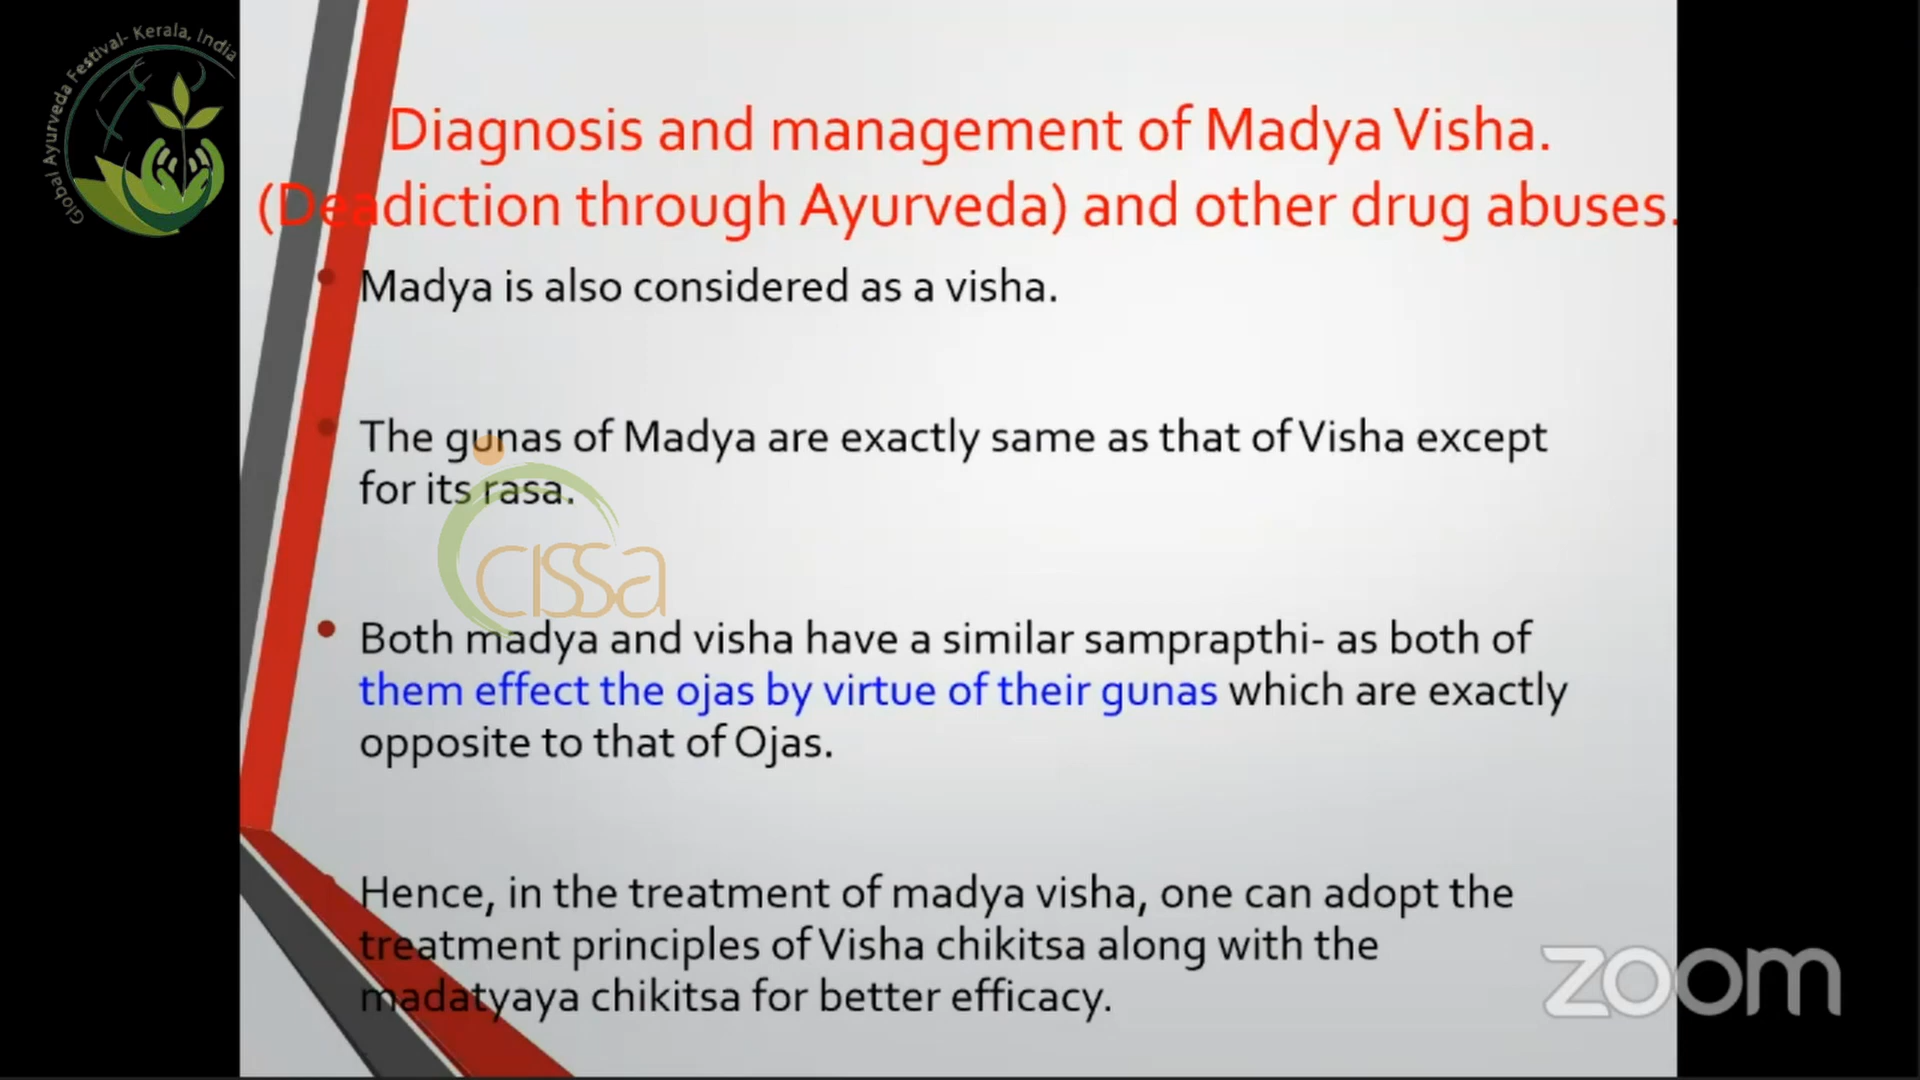 Global Ayurveda Festival- Kerala, India
Diagnosis and management of Madya Visha.
(Deadiction through Ayurveda) and other drug abuses.
• Madya is also considered as a visha.
• The gunas of Madya are exactly same as that of Visha except
for its rasa.
cissa
• Both madya and visha have a similar samprapthi- as both of
them effect the ojas by virtue of their gunas which are exactly
opposite to that of Ojas.
• Hence, in the treatment of madya visha, one can adopt the
treatment principles of Visha chikitsa along with the
madatyaya chikitsa for better efficacy.
zoom